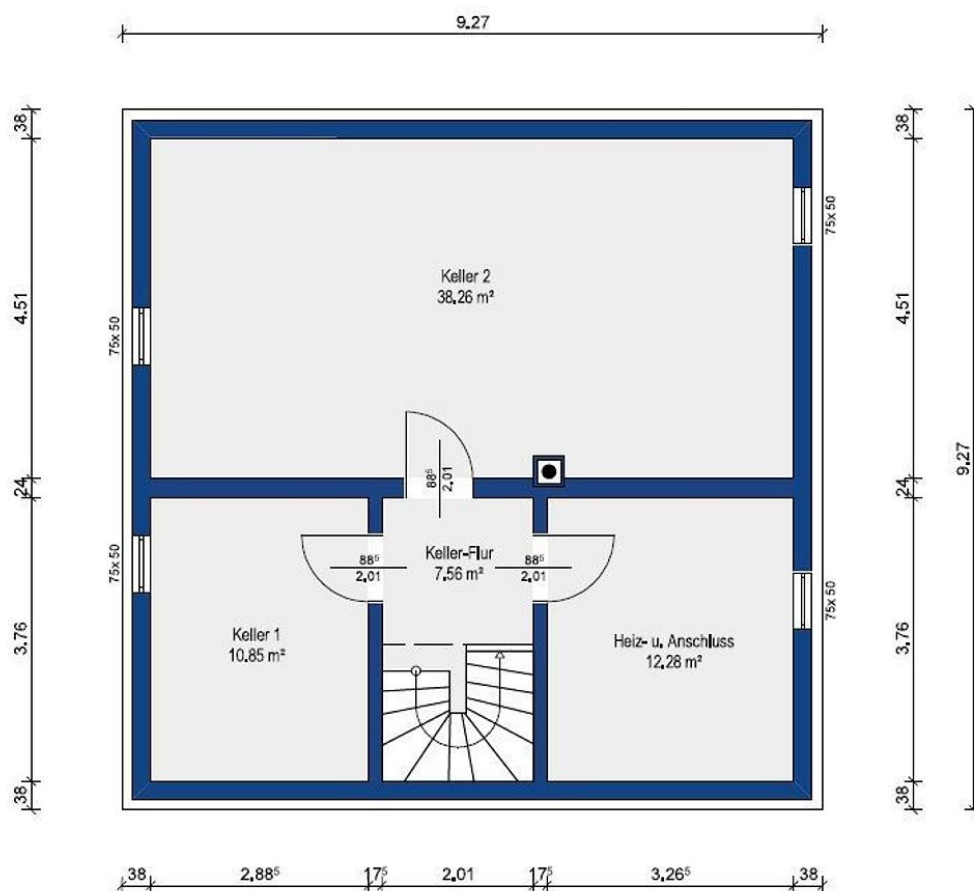 9.27
38
38
75x50
Keller 2
38.26 m²
4.51
4.51
75x50
9.27
88⁵
2.01
24
24
75x50
Keller-Flur
7.56 m²
88⁵
2.01
88⁵
2.01
75x50
Keller 1
10.85 m²
Heiz- u. Anschluss
12.28 m²
3.76
3.76
38
38
38
2.88⁵
17⁵
2.01
17⁵
3.26⁵
38